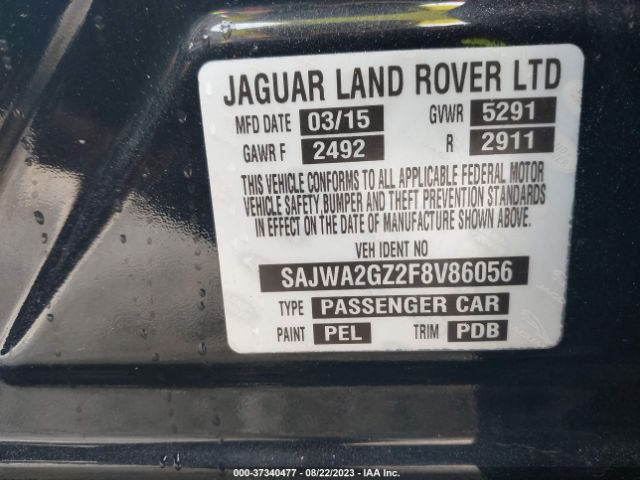 JAGUAR LAND ROVER LTD
MFD DATE 03/15 GVWR 5291
GAWR F 2492 R 2911
THIS VEHICLE CONFORMS TO ALL APPLICABLE FEDERAL MOTOR
VEHICLE SAFETY BUMPER AND THEFT PREVENTION STANDARDS
IN EFFECT ON THE DATE OF MANUFACTURE SHOWN ABOVE.
VEH IDENT NO
SAJWA2GZ2F8V86056
TYPE PASSENGER CAR
PAINT PEL TRIM PDB
000-37340477 - 08/22/2023 - IAA Inc.